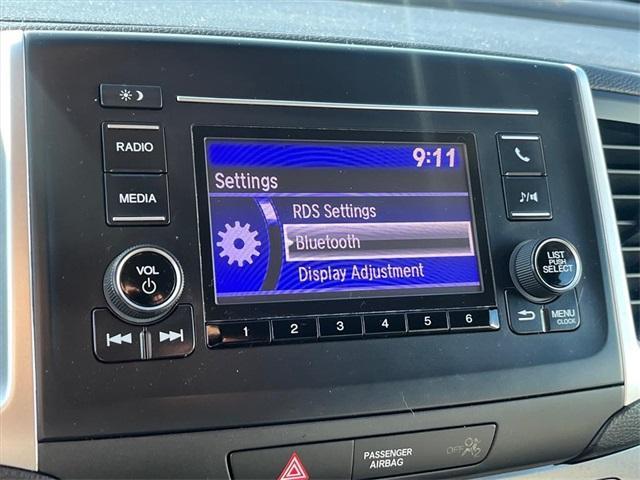 RADIO
MEDIA
VOL
9:11
Settings
RDS Settings
Bluetooth
Display Adjustment
1 2 3 4 5 6
LIST
PUSH
SELECT
MENU
CLOCK
PASSENGER
AIRBAG
OFF